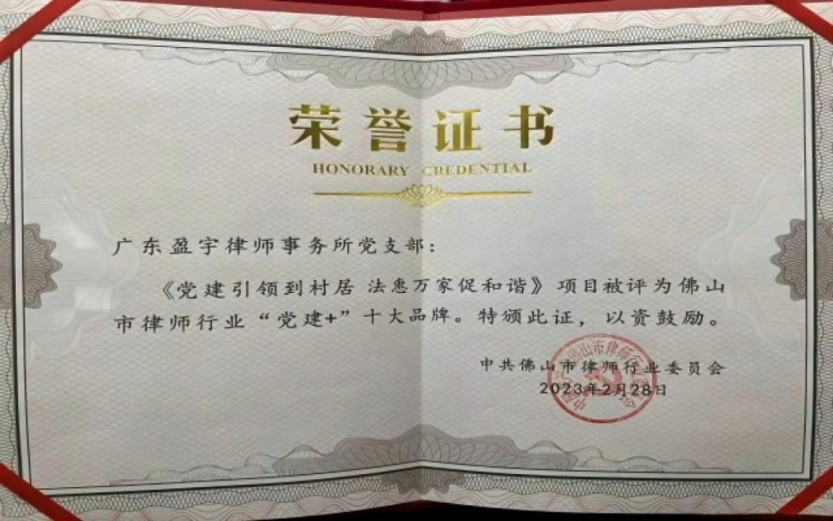 荣誉证书
HONORARY CREDENTIAL
广东盈宇律师事务所党支部：
《党建引领到村居 法惠万家促和谐》项目被评为佛山
市律师行业“党建+”十大品牌。特颁此证，以资鼓励。
中共佛山市律师行业委员会
2023年2月28日